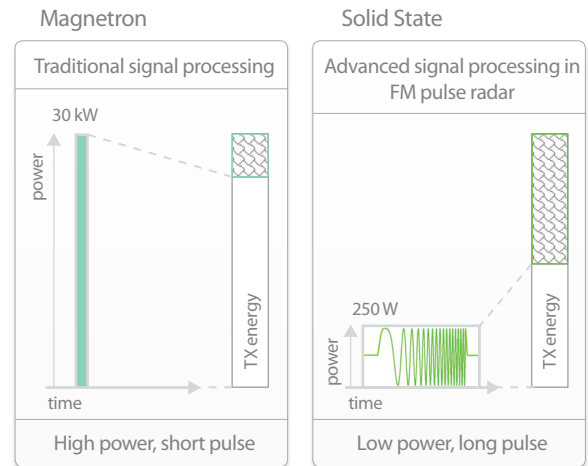 Magnetron
Traditional signal processing
30 kW
power
TX energy
time
High power, short pulse
Solid State
Advanced signal processing in
FM pulse radar
250 W
power
TX energy
time
Low power, long pulse